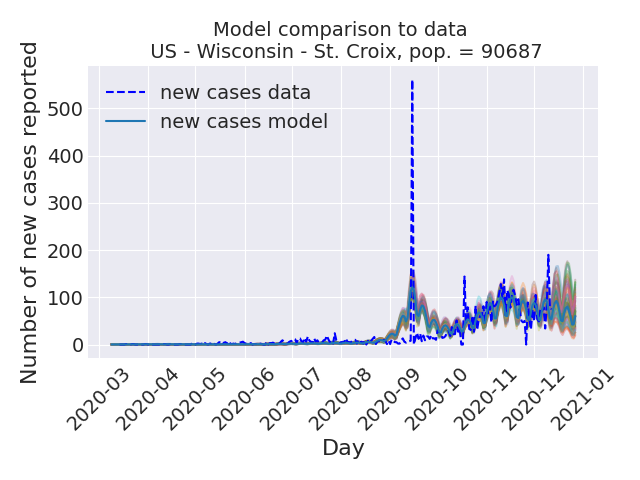 Model comparison to data
US - Wisconsin - St. Croix, pop. = 90687
Number of new cases reported
500
400
300
200
100
0
new cases data
new cases model
2020-03
2020-04
2020-05
2020-06
2020-07
2020-08
2020-09
2020-10
2020-11
2020-12
2021-01
Day